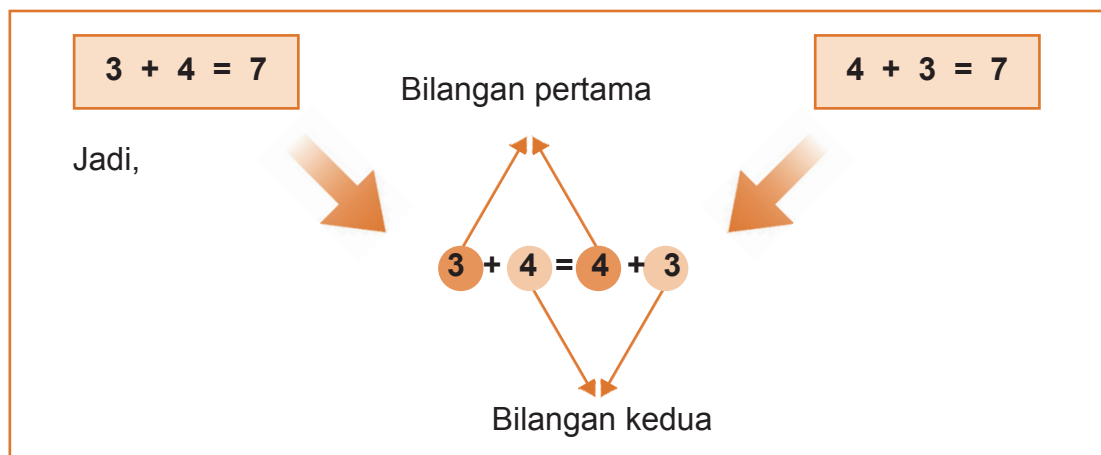 3 + 4 = 7
4 + 3 = 7
Bilangan pertama
Jadi,
3 + 4 = 4 + 3
Bilangan kedua